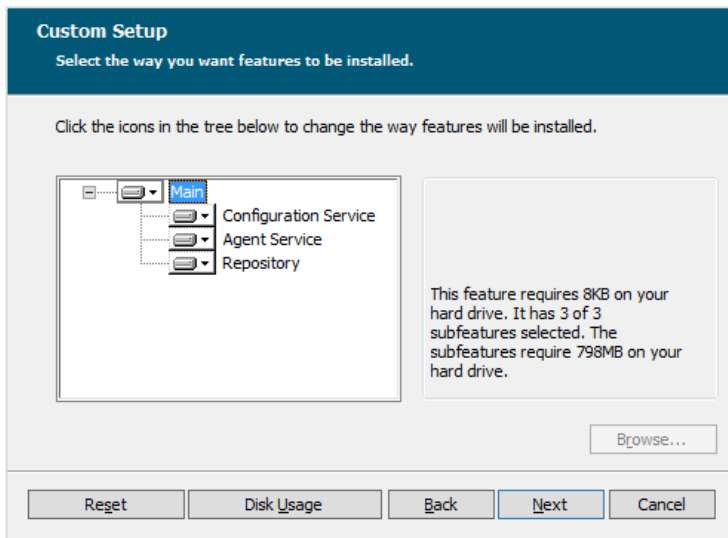 Custom Setup
Select the way you want features to be installed.
Click the icons in the tree below to change the way features will be installed.
Main
Configuration Service
Agent Service
Repository
This feature requires 8KB on your
hard drive. It has 3 of 3
subfeatures selected. The
subfeatures require 798MB on your
hard drive.
Browse...
Reset
Disk Usage
Back
Next
Cancel